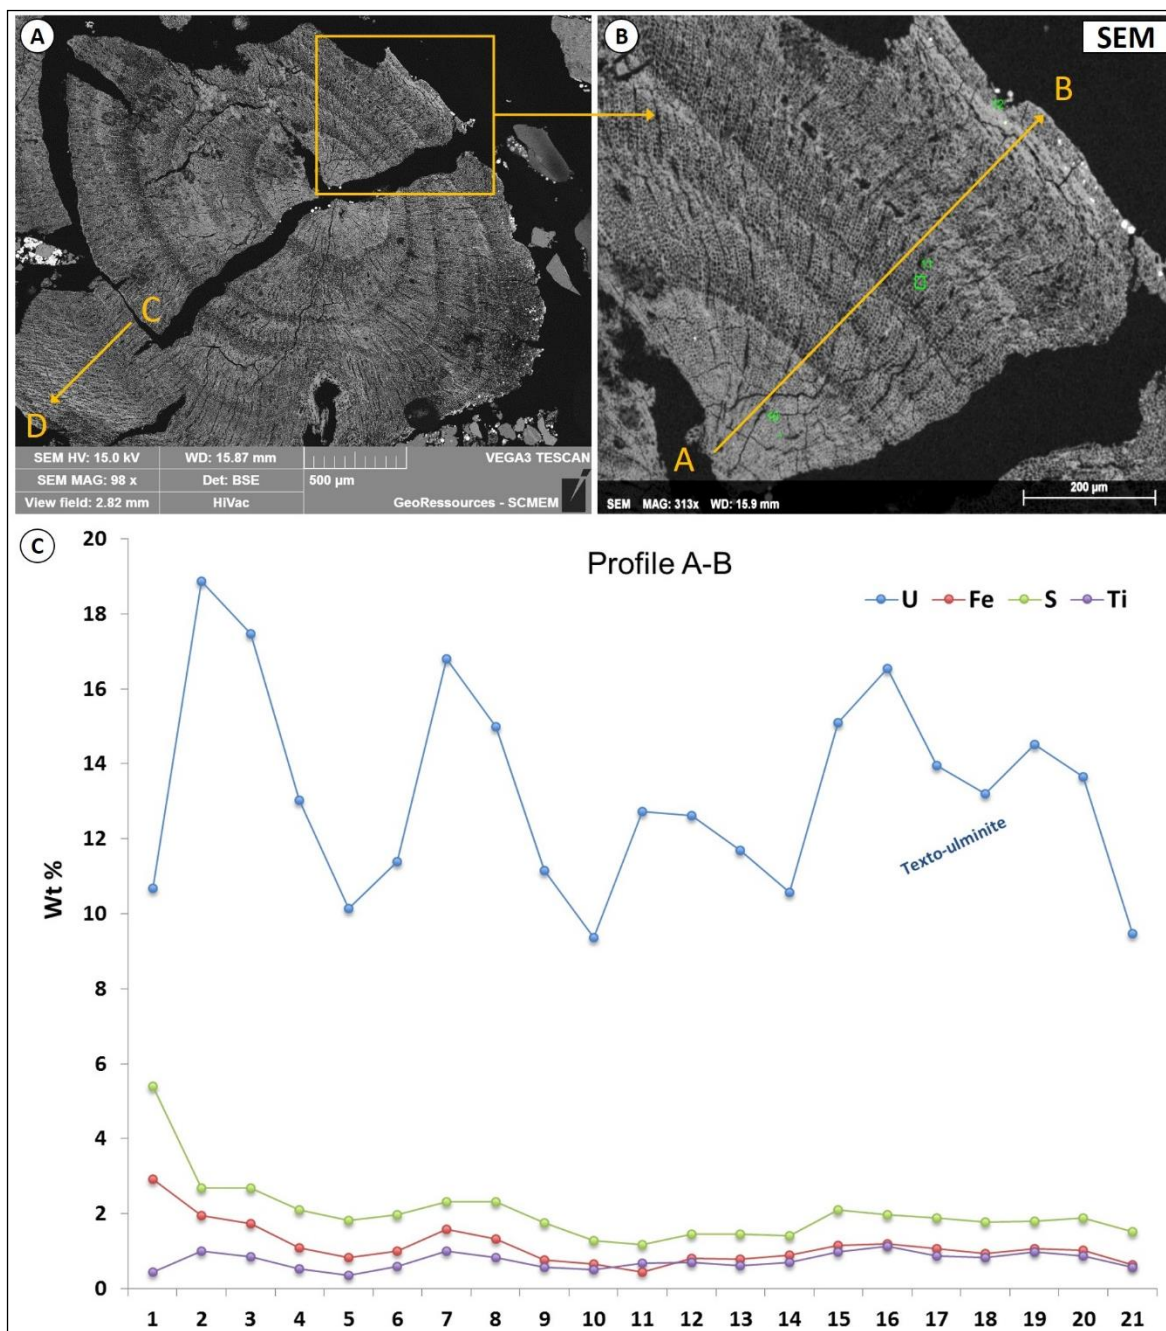 A
B
SEM
B
C
D
A
SEM HV: 15.0 kV
WD: 15.87 mm
VEGA3 TESCAN
SEM MAG: 98 x
Det: BSE
500 µm
View field: 2.82 mm
HiVac
GeoRessources - SCMEM
SEM MAG: 313x WD: 15.9 mm
200 µm
C
Profile A-B
U Fe S Ti
Wt %
20
18
16
14
12
10
8
6
4
2
0
Texto-ulminite
1 2 3 4 5 6 7 8 9 10 11 12 13 14 15 16 17 18 19 20 21